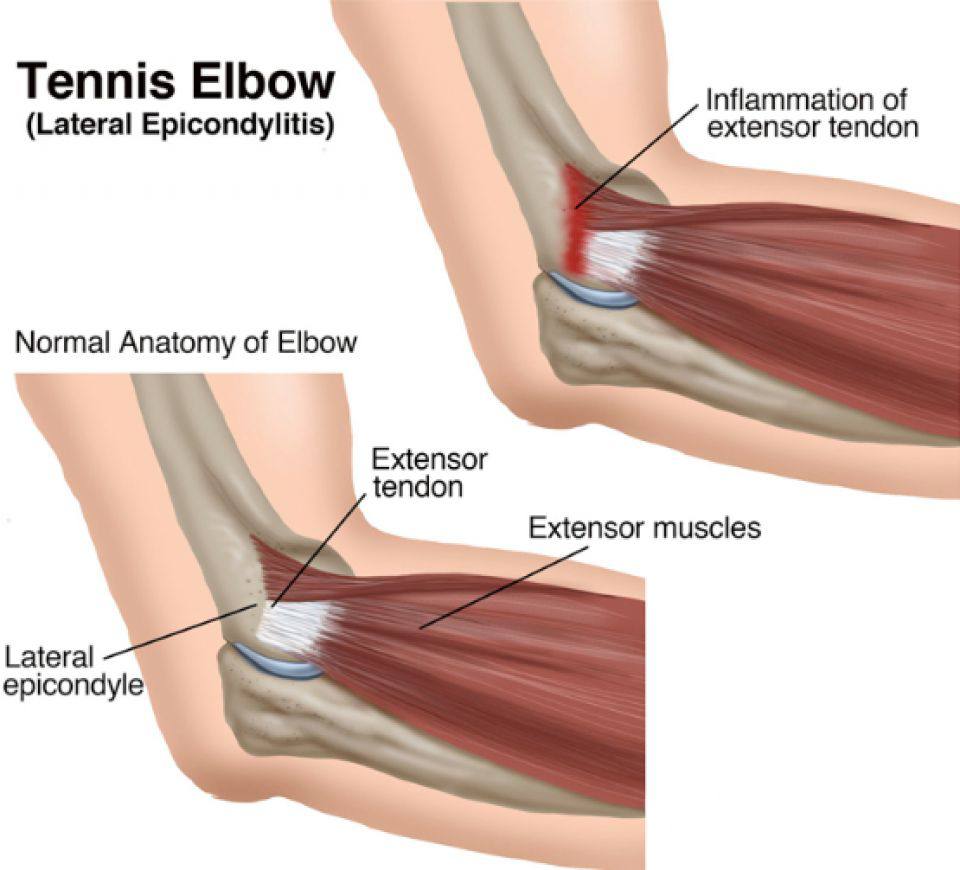 Tennis Elbow
(Lateral Epicondylitis)
Inflammation of
extensor tendon
Normal Anatomy of Elbow
Extensor
tendon
Extensor muscles
Lateral
epicondyle